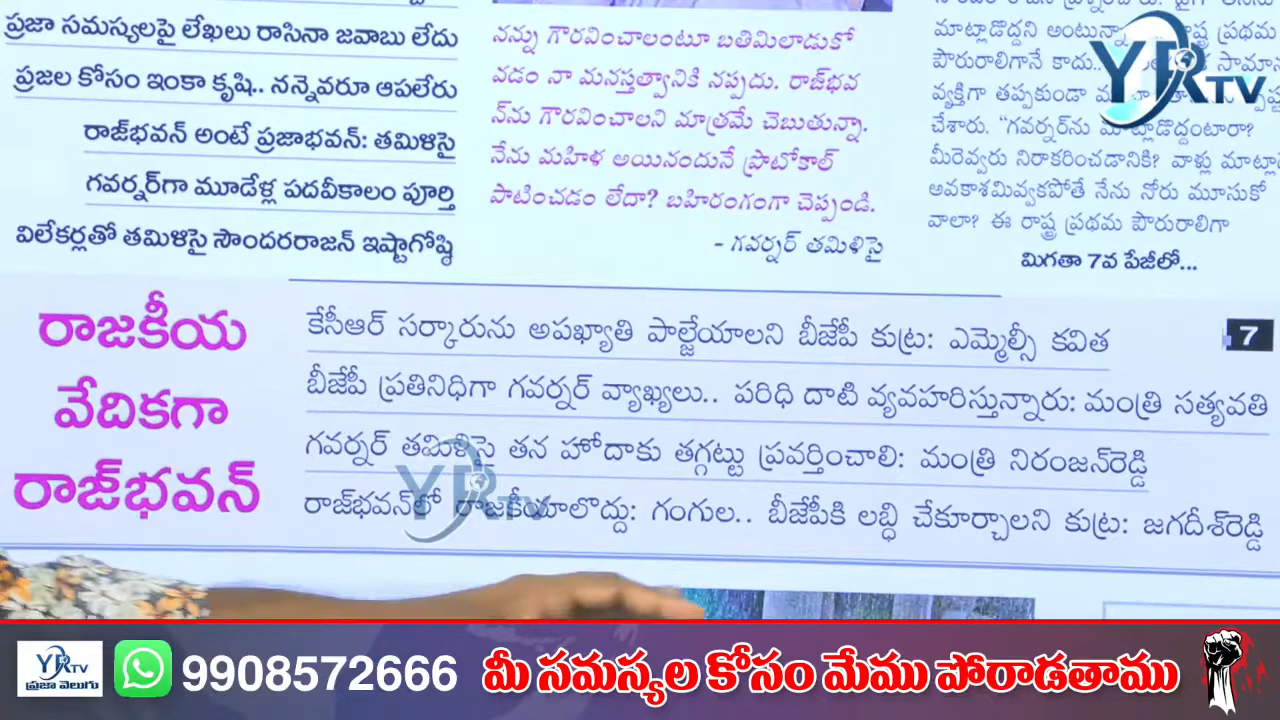 ప్రజా సమస్యలపై లేఖలు రాసినా జవాబు లేదు
ప్రజల కోసం ఇంకా కృషి.. నన్నెవరూ ఆపలేరు
రాజ్‌భవన్ అంటే ప్రజాభవన్: తమిళిసై
గవర్నర్‌గా మూడేళ్ల పదవీకాలం పూర్తి
విలేకర్లతో తమిళిసై సౌందరరాజన్ ఇష్టాగోష్ఠి
నన్ను గౌరవించాలంటూ బతిమిలాడుకో
వడం నా మనస్తత్వానికి నప్పదు. రాజ్‌భవ
న్‌ను గౌరవించాలని మాత్రమే చెబుతున్నా.
నేను మహిళ అయినందునే ప్రొటోకాల్
పాటించడం లేదా? బహిరంగంగా చెప్పండి.
- గవర్నర్ తమిళిసై
మాట్లాడొద్దని అంటున్నా ప్రథమ
పౌరురాలిగానే కాదు.. సామాన
వ్యక్తిగా తప్పకుండా
చేశారు. "గవర్నర్‌ను మాట్లాడొద్దంటారా?
మీరెవ్వరు నిరాకరించడానికి? వాళ్లు మాట్లా
అవకాశమివ్వకపోతే నేను నోరు మూసుకో
వాలా? ఈ రాష్ట్ర ప్రథమ పౌరురాలిగా
మిగతా 7వ పేజీలో...
రాజకీయ
వేదికగా
రాజ్‌భవన్
కేసీఆర్ సర్కారును అపఖ్యాతి పాల్జేయాలని బీజేపీ కుట్ర: ఎమ్మెల్సీ కవిత
7
బీజేపీ ప్రతినిధిగా గవర్నర్ వ్యాఖ్యలు.. పరిధి దాటి వ్యవహరిస్తున్నారు: మంత్రి సత్యవతి
గవర్నర్ తమిళిసై తన హోదాకు తగ్గట్టు ప్రవర్తించాలి: మంత్రి నిరంజన్‌రెడ్డి
రాజ్‌భవన్‌లో రాజకీయాలొద్దు: గంగుల.. బీజేపీకి లబ్ధి చేకూర్చాలని కుట్ర: జగదీశ్‌రెడ్డి
YRTV
YRTV
YRTV
ప్రజా వెలుగు
9908572666
మీ సమస్యల కోసం మేము పోరాడతాము